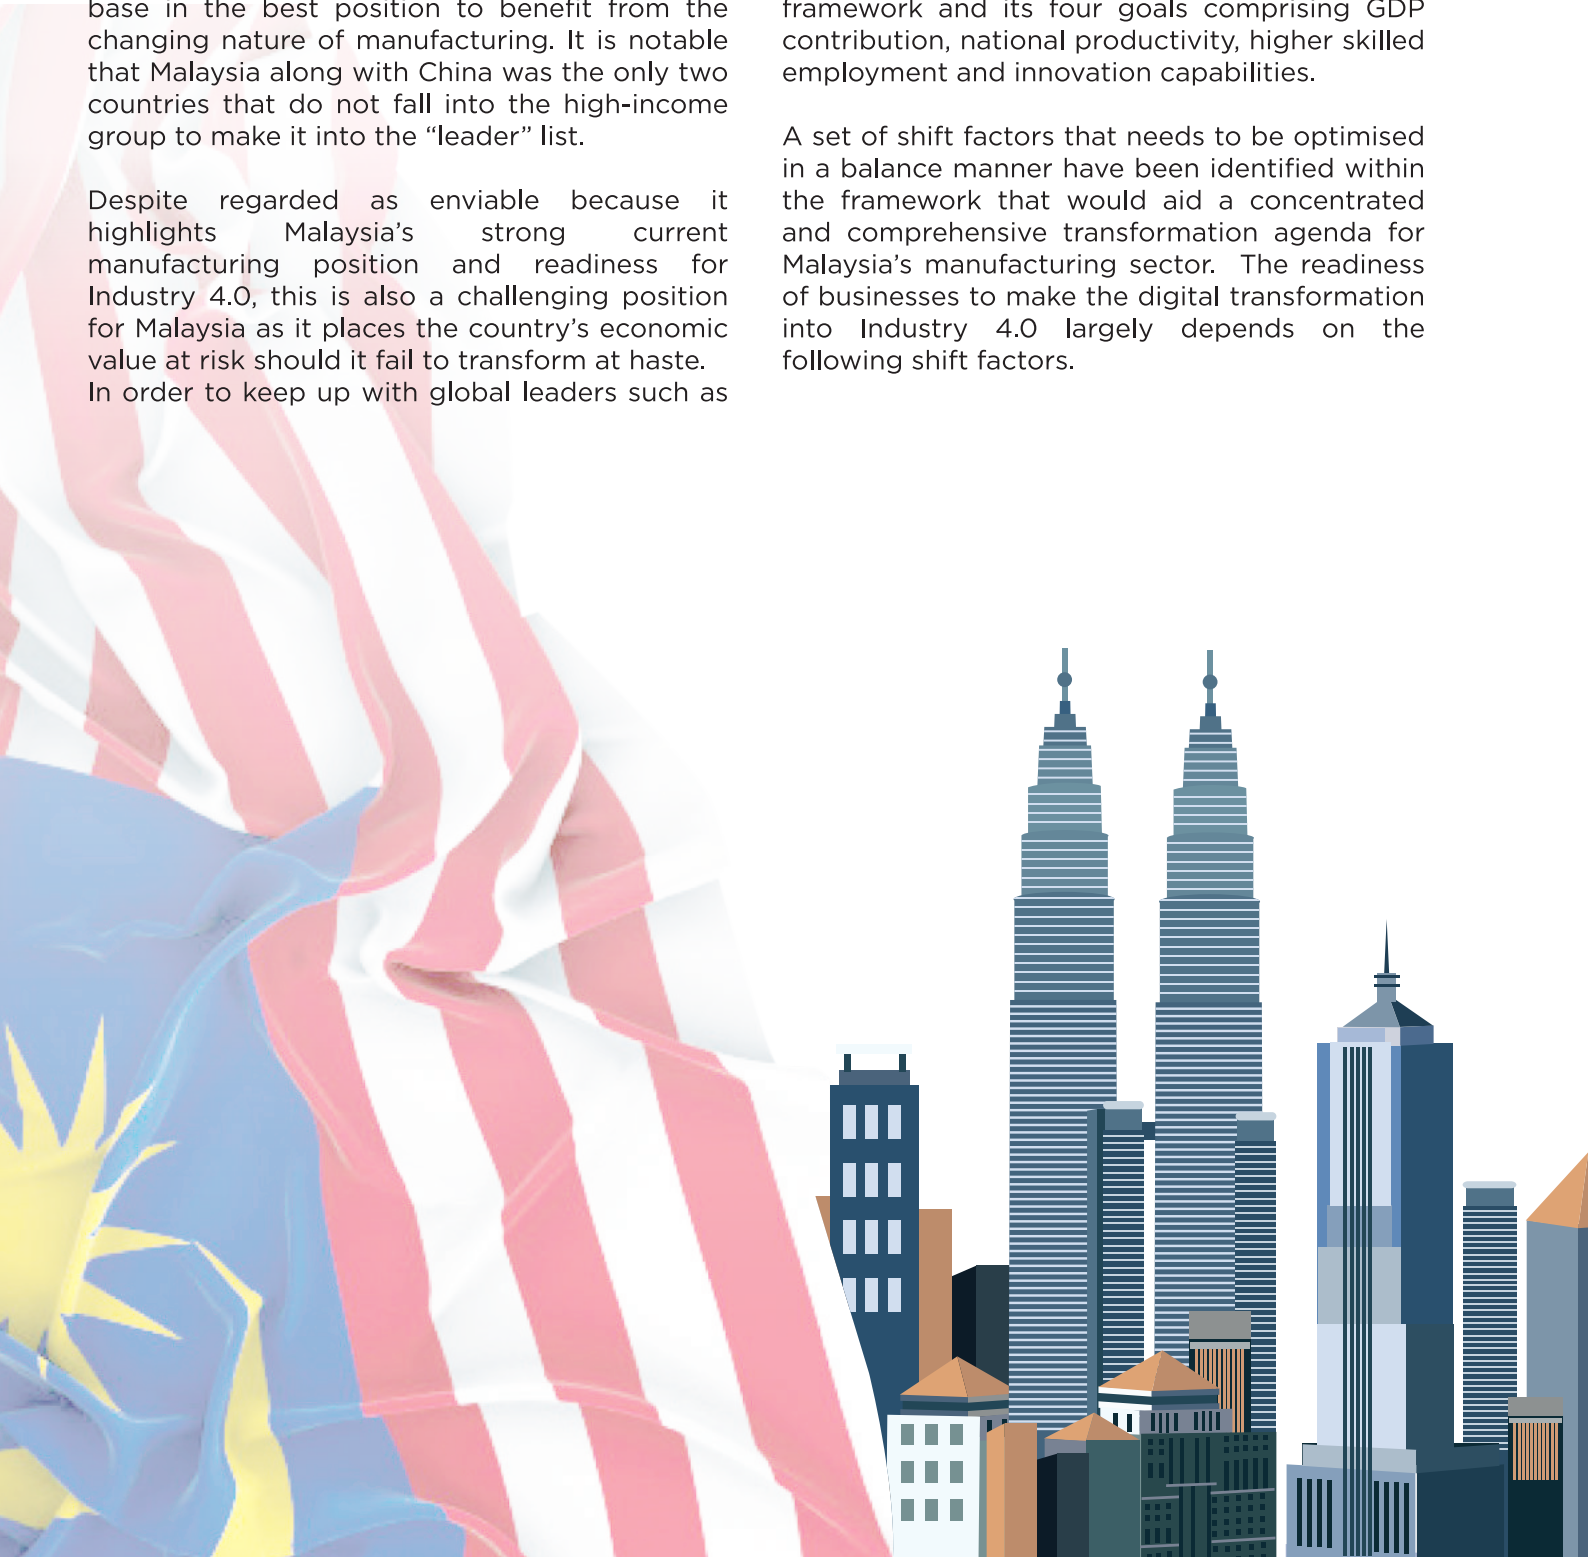 base in the best position to benefit from the
changing nature of manufacturing. It is notable
that Malaysia along with China was the only two
countries that do not fall into the high-income
group to make it into the “leader” list.
Despite regarded as enviable because it
highlights Malaysia’s strong current
manufacturing position and readiness for
Industry 4.0, this is also a challenging position
for Malaysia as it places the country’s economic
value at risk should it fail to transform at haste.
In order to keep up with global leaders such as
framework and its four goals comprising GDP
contribution, national productivity, higher skilled
employment and innovation capabilities.
A set of shift factors that needs to be optimised
in a balance manner have been identified within
the framework that would aid a concentrated
and comprehensive transformation agenda for
Malaysia’s manufacturing sector. The readiness
of businesses to make the digital transformation
into Industry 4.0 largely depends on the
following shift factors.